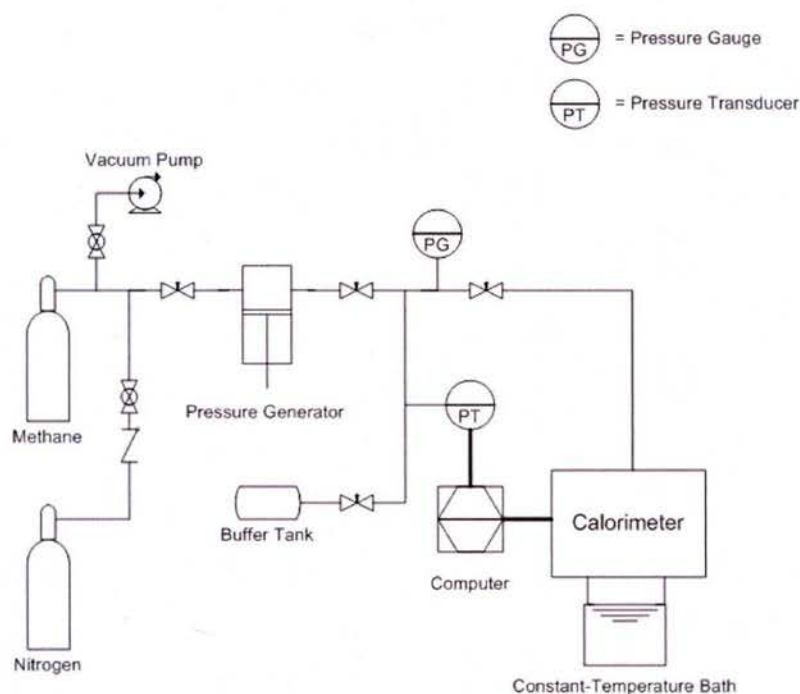 PG = Pressure Gauge
PT = Pressure Transducer
Vacuum Pump
PG
Methane
Pressure Generator
PT
Buffer Tank
Computer
Calorimeter
Nitrogen
Constant-Temperature Bath